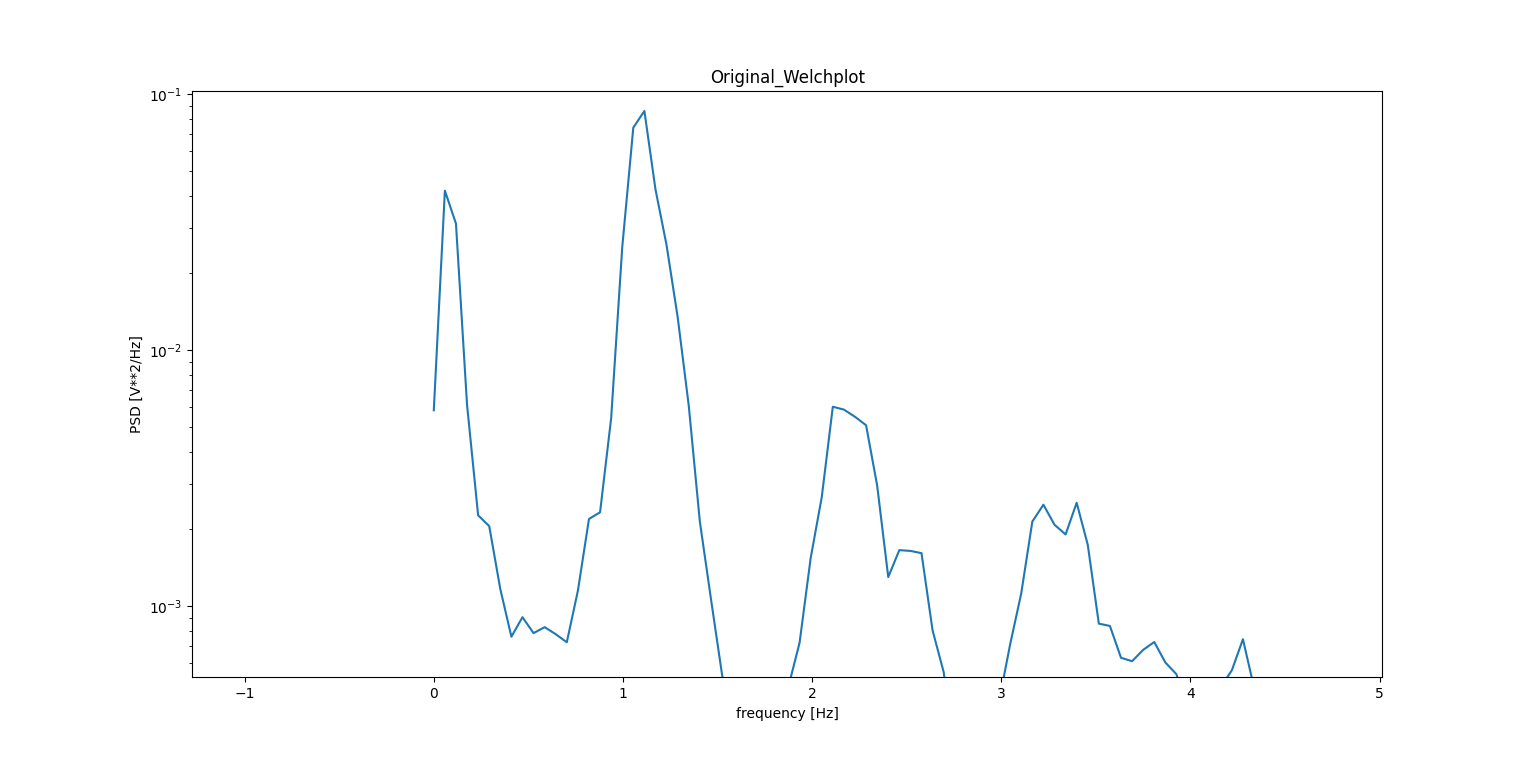 Original_Welchplot
10⁻¹
10⁻²
10⁻³
PSD [V**2/Hz]
−1 0 1 2 3 4 5
frequency [Hz]